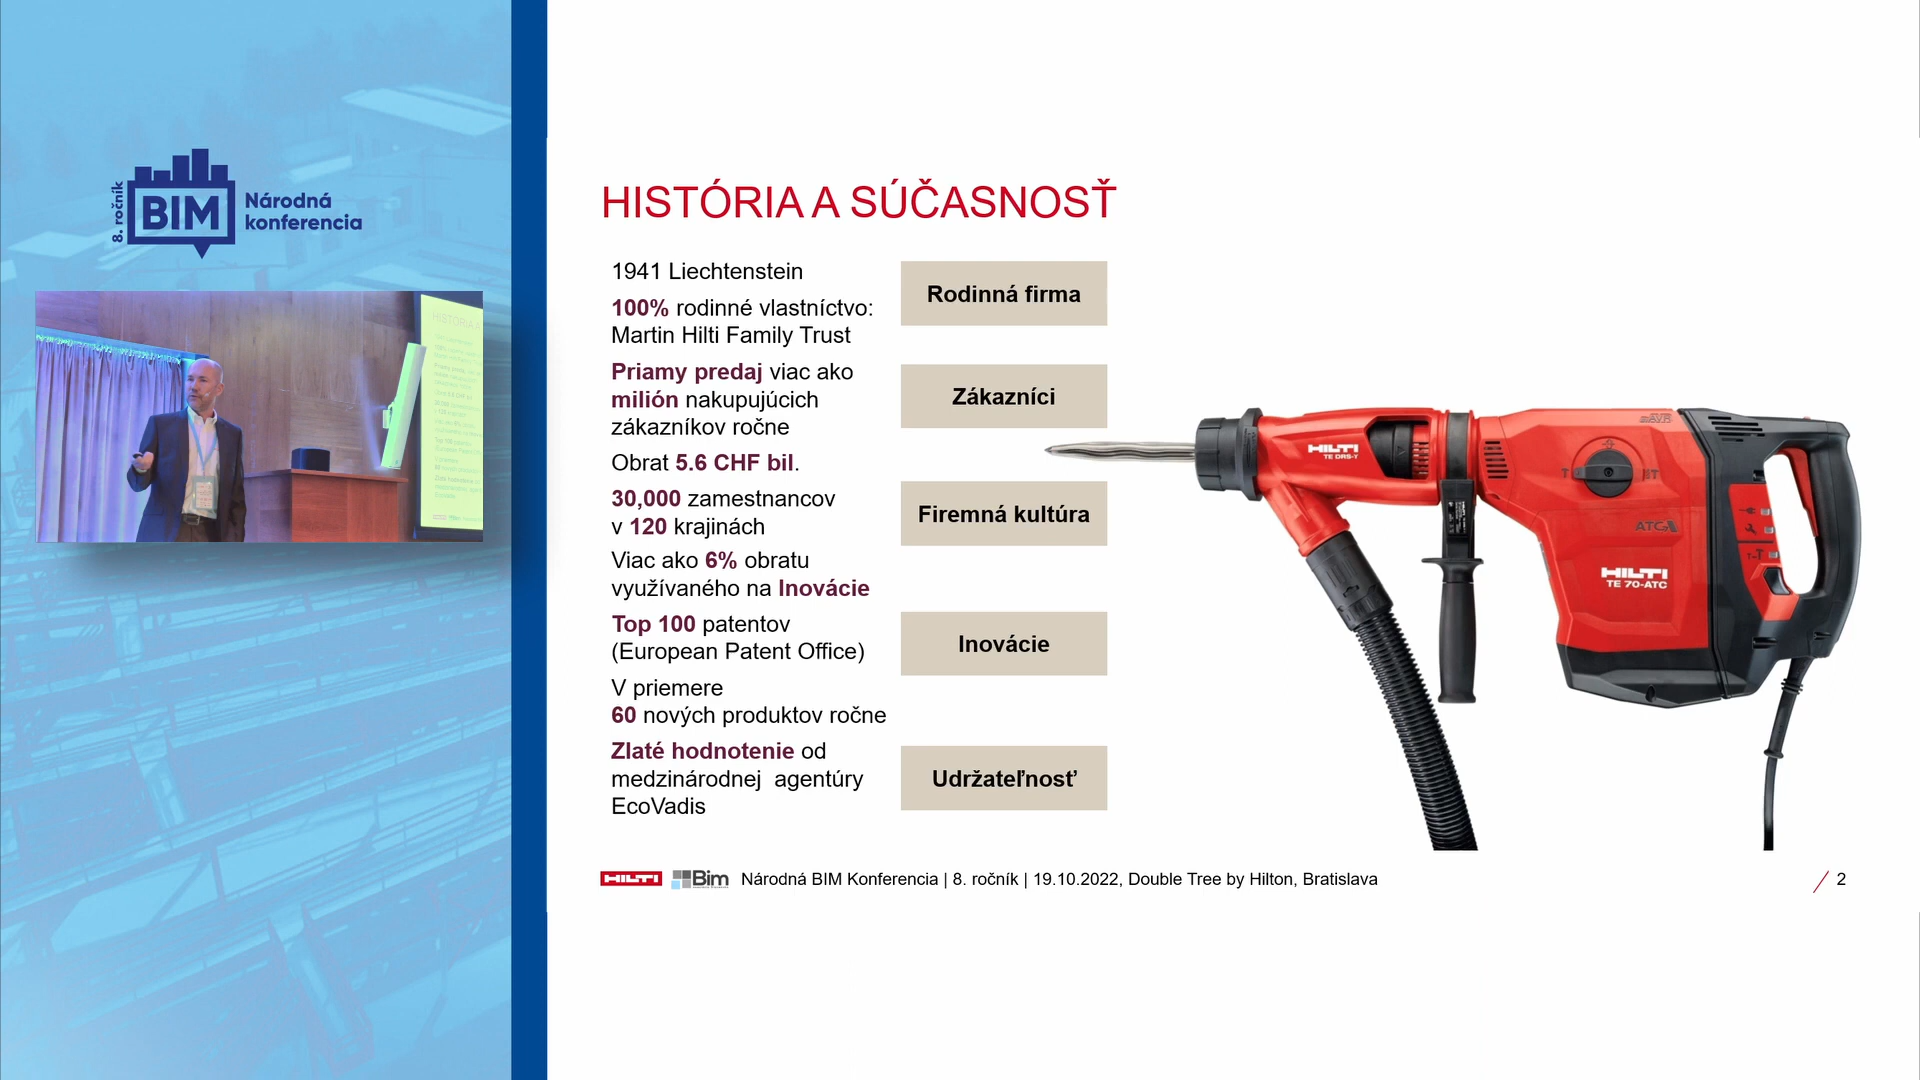 8. ročník
BIM
Národná
konferencia
HISTÓRIA A
HISTÓRIA A SÚČASNOSŤ
1941 Liechtenstein
100% rodinné vlastníctvo:
Martin Hilti Family Trust
Priamy predaj viac ako
milión nakupujúcich
zákazníkov ročne
Obrat 5.6 CHF bil.
30,000 zamestnancov
v 120 krajinách
Viac ako 6% obratu
využívaného na Inovácie
Top 100 patentov
(European Patent Office)
V priemere
60 nových produktov ročne
Zlaté hodnotenie od
medzinárodnej agentúry
EcoVadis
Rodinná firma
Zákazníci
Firemná kultúra
Inovácie
Udržateľnosť
HILTI
TE DRS-Y
AVR
T
ATC
HILTI
TE 70-ATC
HILTI Bim Národná BIM Konferencia | 8. ročník | 19.10.2022, Double Tree by Hilton, Bratislava
2